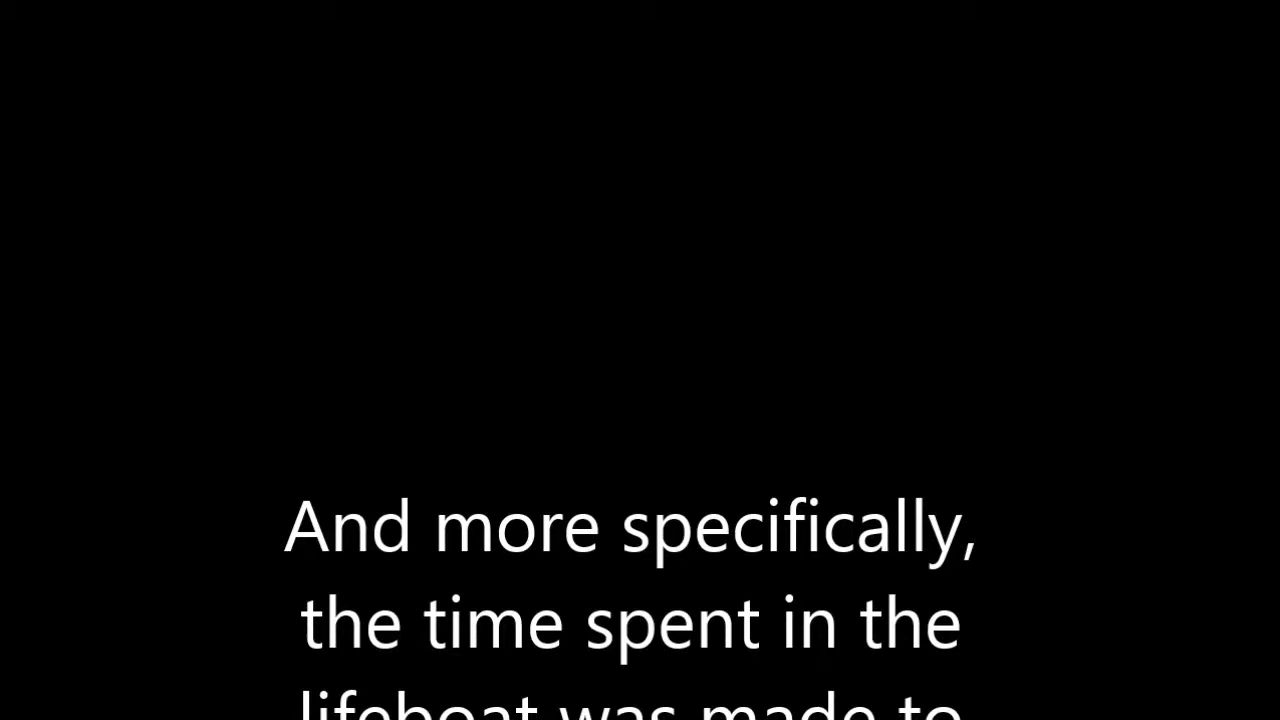 And more specifically,
the time spent in the
lifeboat was made to